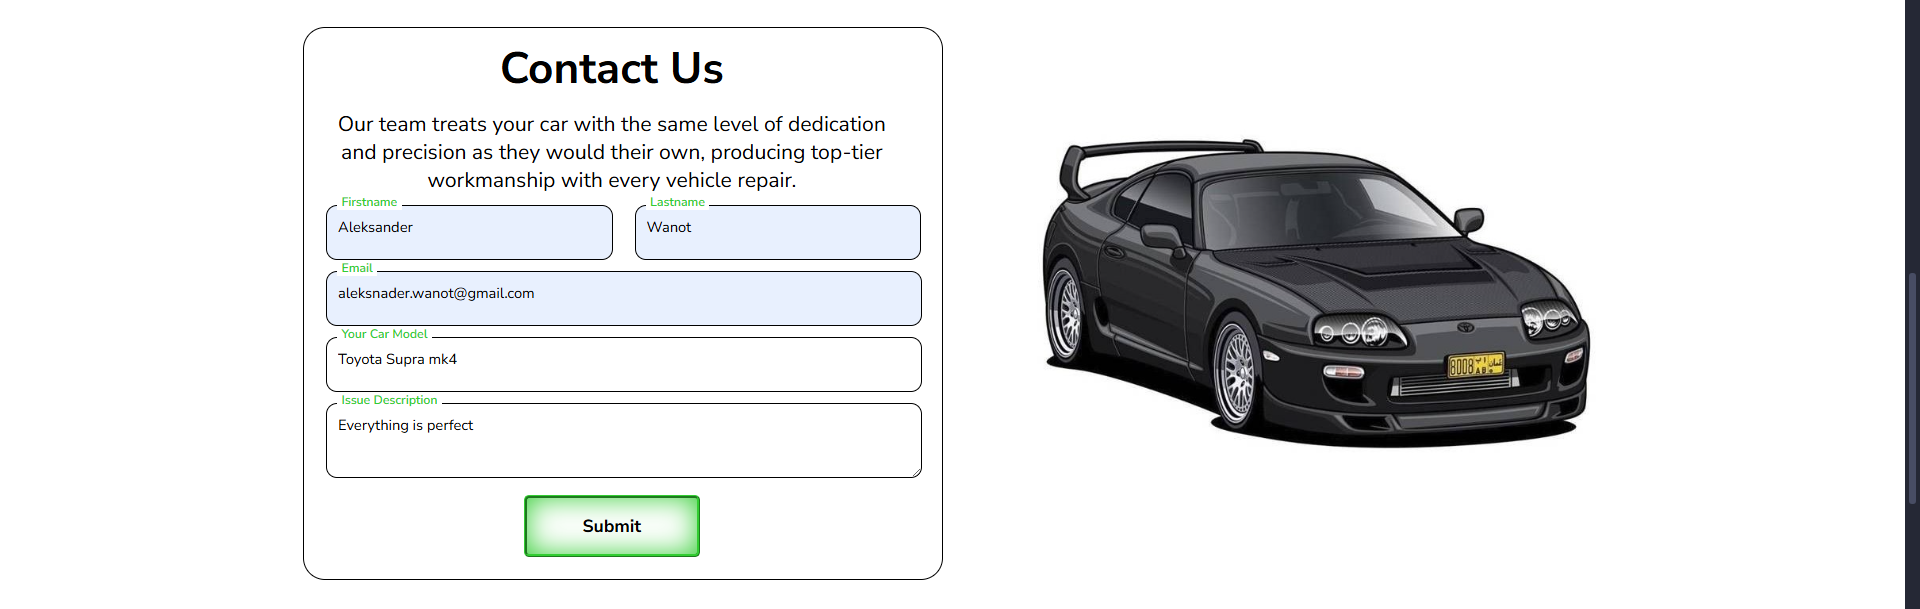 Contact Us
Our team treats your car with the same level of dedication
and precision as they would their own, producing top-tier
workmanship with every vehicle repair.
Firstname
Lastname
Aleksander
Wanot
Email
aleksnader.wanot@gmail.com
Your Car Model
Toyota Supra mk4
Issue Description
Everything is perfect
Submit
8008